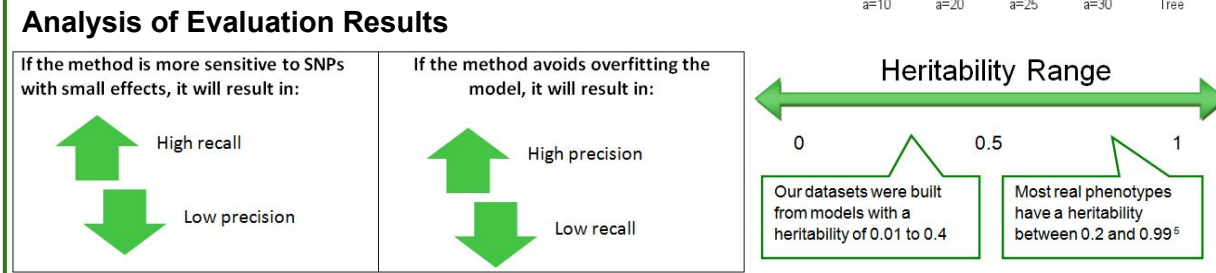 a=10 a=20 a=25 a=30 Tree
Analysis of Evaluation Results
If the method is more sensitive to SNPs
with small effects, it will result in:
High recall
Low precision
If the method avoids overfitting the
model, it will result in:
High precision
Low recall
Heritability Range
0 0.5 1
Our datasets were built
from models with a
heritability of 0.01 to 0.4
Most real phenotypes
have a heritability
between 0.2 and 0.99⁵